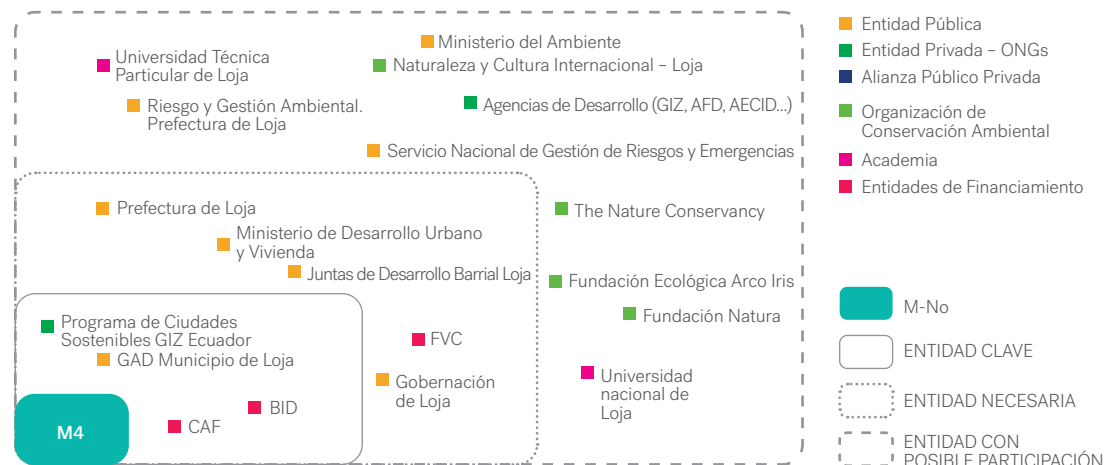 Universidad Técnica
Particular de Loja
Riesgo y Gestión Ambiental.
Prefectura de Loja
Ministerio del Ambiente
Naturaleza y Cultura Internacional – Loja
Agencias de Desarrollo (GIZ, AFD, AECID...)
Servicio Nacional de Gestión de Riesgos y Emergencias
Prefectura de Loja
Ministerio de Desarrollo Urbano
y Vivienda
Juntas de Desarrollo Barrial Loja
The Nature Conservancy
Fundación Ecológica Arco Iris
Fundación Natura
Programa de Ciudades
Sostenibles GIZ Ecuador
GAD Municipio de Loja
FVC
Gobernación
de Loja
Universidad
nacional de
Loja
BID
CAF
M4
Entidad Pública
Entidad Privada – ONGs
Alianza Público Privada
Organización de
Conservación Ambiental
Academia
Entidades de Financiamiento
M-No
ENTIDAD CLAVE
ENTIDAD NECESARIA
ENTIDAD CON
POSIBLE PARTICIPACIÓN